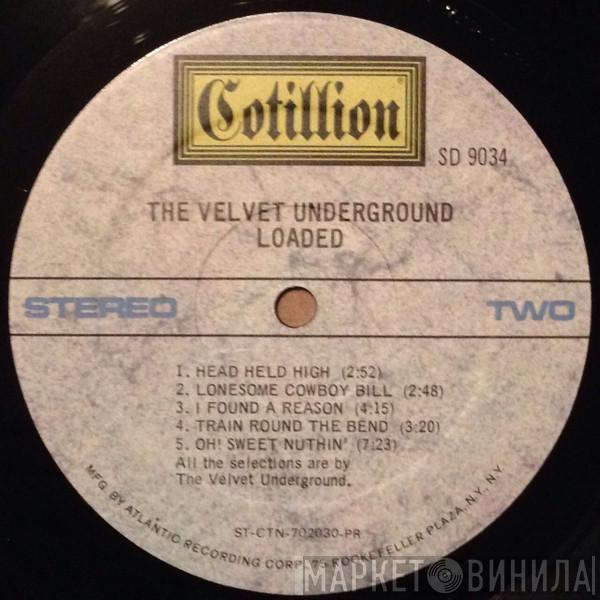 Cotillion®
SD 9034
THE VELVET UNDERGROUND
LOADED
STEREO
TWO
1. HEAD HELD HIGH (2:52)
2. LONESOME COWBOY BILL (2:48)
3. I FOUND A REASON (4:15)
4. TRAIN ROUND THE BEND (3:20)
5. OH! SWEET NUTHIN' (7:23)
All the selections are by
The Velvet Underground.
ST-CTN-702030-PR
MFG. BY ATLANTIC RECORDING CORP., 75 ROCKEFELLER PLAZA, N.Y., N.Y.
МАРКЕТ ВИНИЛА!